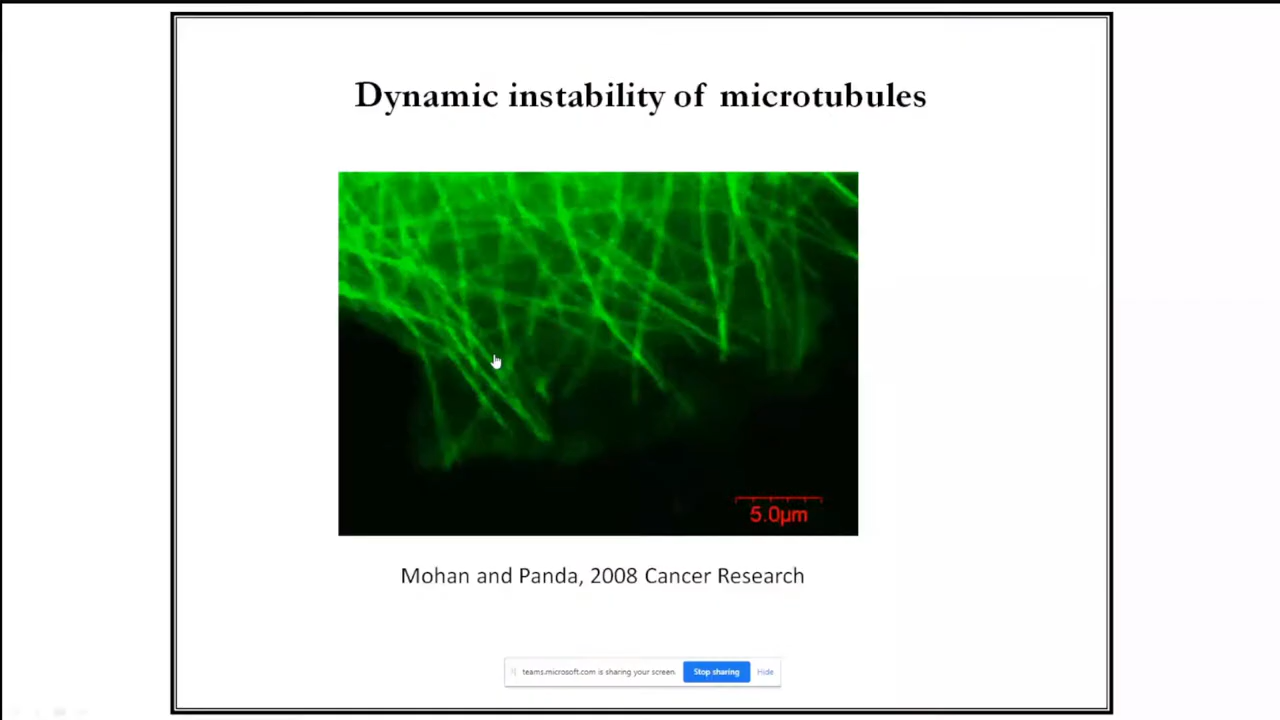 Dynamic instability of microtubules
5.0µm
Mohan and Panda, 2008 Cancer Research
teams.microsoft.com is sharing your screen. Stop sharing Hide